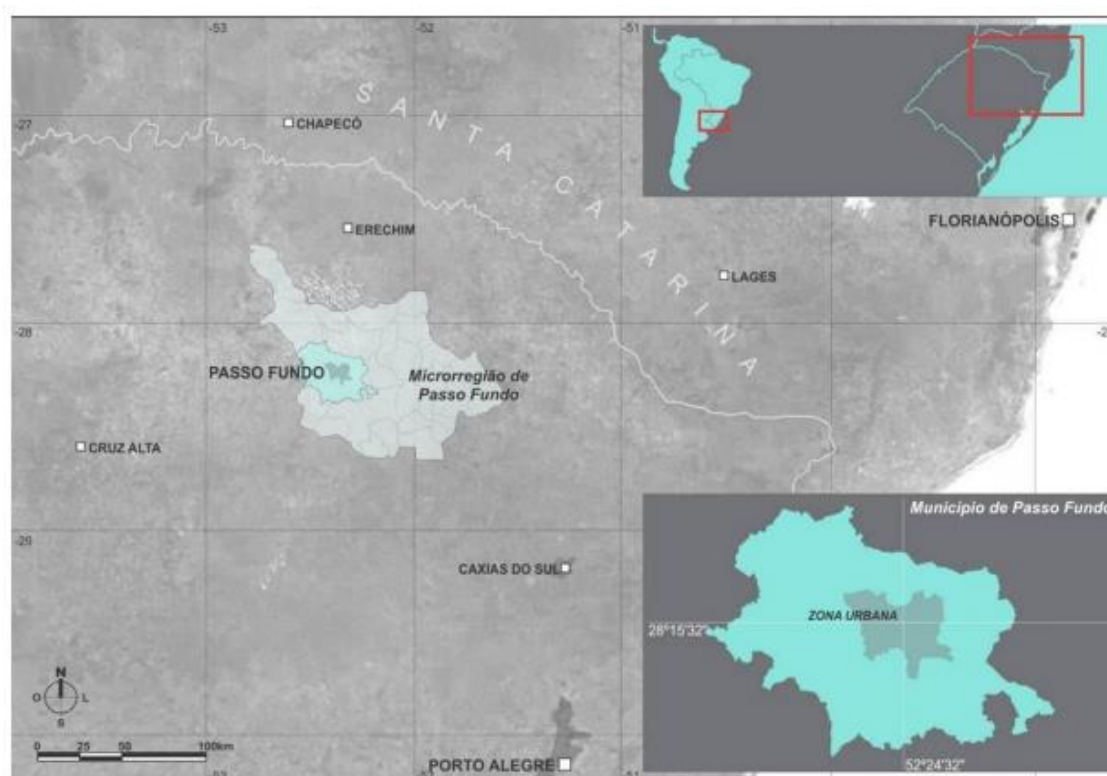 -53
-52
-51
-27
CHAPECÓ
SANTA CATARINA
FLORIANÓPOLIS
ERECHIM
LAGES
-28
PASSO FUNDO
Microrregião de
Passo Fundo
CRUZ ALTA
-29
Município de Passo Fundo
CAXIAS DO SUL
ZONA URBANA
28°15'32"
N
O
L
S
0 25 50 100km
PORTO ALEGRE
52°24'32"